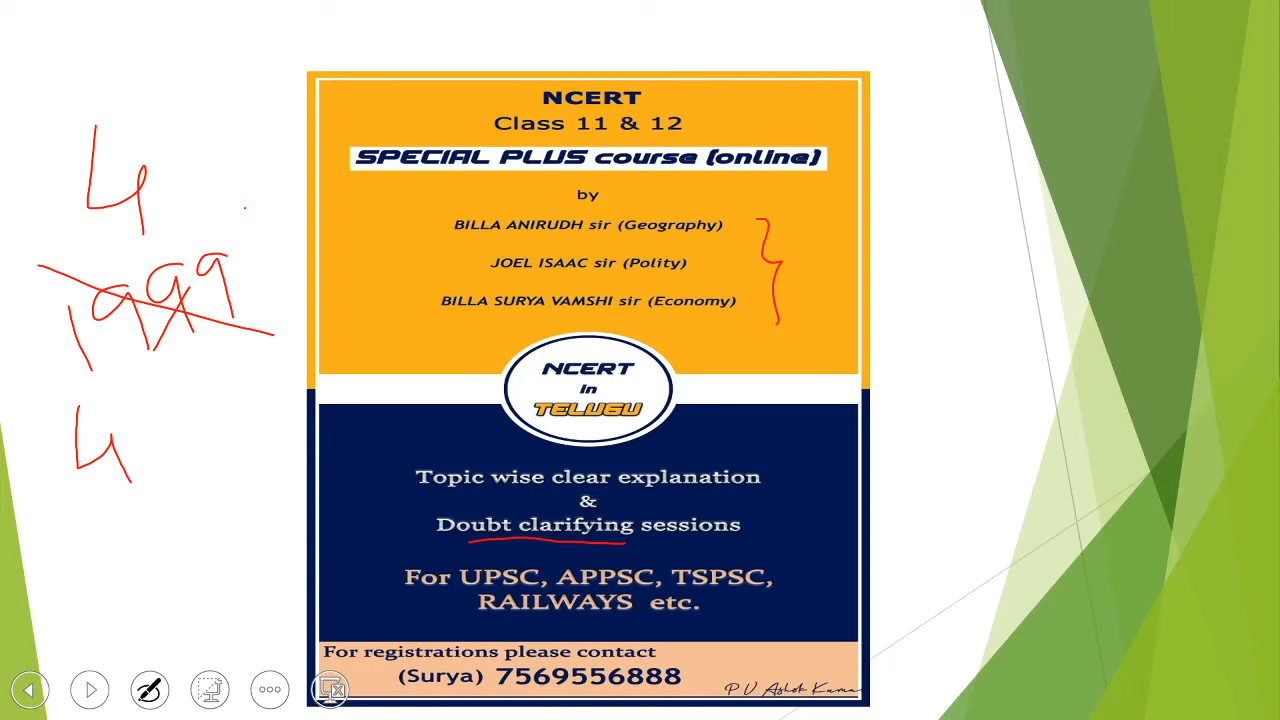 4
1999
4
NCERT
Class 11 & 12
SPECIAL PLUS course (online)
by
BILLA ANIRUDH sir (Geography)
JOEL ISAAC sir (Polity)
BILLA SURYA VAMSHI sir (Economy)
NCERT
in
TELUGU
Topic wise clear explanation
&
Doubt clarifying sessions
For UPSC, APPSC, TSPSC,
RAILWAYS etc.
For registrations please contact
(Surya) 7569556888
P V Ashok Kumar